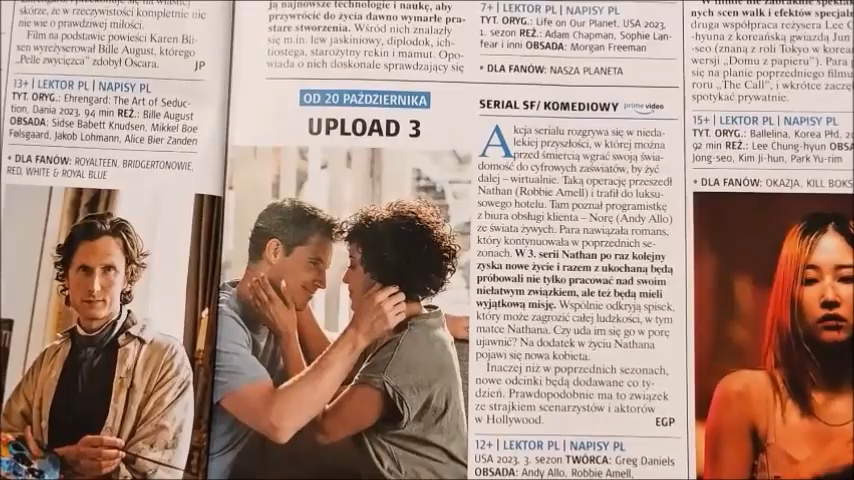 skórze, że w rzeczywistości kompletnie nic
nie wie o prawdziwej miłości.
Film na podstawie powieści Karen Bli-
xen wyreżyserował Bille August, którego
„Pelle zwycięzca” zdobył Oscara. JP
13+ | LEKTOR PL | NAPISY PL
TYT. ORYG.: Ehrengard: The Art of Seduc-
tion, Dania 2023, 94 min REŻ.: Bille August
OBSADA: Sidse Babett Knudsen, Mikkel Boe
Følsgaard, Jakob Lohmann, Alice Bier Zanden
• DLA FANÓW: ROYALTEEN, BRIDGERTONOWIE,
RED, WHITE & ROYAL BLUE
ją najnowsze technologie i naukę, aby
przywrócić do życia dawno wymarłe pra-
stare stworzenia. Wśród nich znalazły
się m.in. lew jaskiniowy, diplodok, ich-
tiostega, starożytny rekin i mamut. Opo-
wiada o nich doskonale sprawdzający się
7+ | LEKTOR PL | NAPISY PL
TYT. ORYG.: Life on Our Planet, USA 2023,
1. sezon REŻ.: Adam Chapman, Sophie Lan-
fear i inni OBSADA: Morgan Freeman
• DLA FANÓW: NASZA PLANETA
OD 20 PAŹDZIERNIKA
UPLOAD 3
SERIAL SF/ KOMEDIOWY prime video
Akcja serialu rozgrywa się w nieda-
lekiej przyszłości, w której można
przed śmiercią wgrać swoją świa-
domość do cyfrowych zaświatów, by żyć
dalej – wirtualnie. Taką operację przeszedł
Nathan (Robbie Amell) i trafił do luksu-
sowego hotelu. Tam poznał programistkę
z biura obsługi klienta – Norę (Andy Allo)
ze świata żywych. Para nawiązała romans,
który kontynuowała w poprzednich se-
zonach. W 3. serii Nathan po raz kolejny
zyska nowe życie i razem z ukochaną będą
próbowali nie tylko pracować nad swoim
niełatwym związkiem, ale też będą mieli
wyjątkową misję. Wspólnie odkryją spisek,
który może zagrozić całej ludzkości, w tym
matce Nathana. Czy uda im się go w porę
ujawnić? Na dodatek w życiu Nathana
pojawi się nowa kobieta.
Inaczej niż w poprzednich sezonach,
nowe odcinki będą dodawane co ty-
dzień. Prawdopodobnie ma to związek
ze strajkiem scenarzystów i aktorów
w Hollywood. EGP
12+ | LEKTOR PL | NAPISY PL
USA 2023, 3. sezon TWÓRCA: Greg Daniels
OBSADA: Andy Allo, Robbie Amell,
nych scen walk i efektów specjaln
druga współpraca reżysera Lee C
-hyuna z koreańską gwiazdą Jun
-seo (znaną z roli Tokyo w korea
wersji „Domu z papieru”). Para
się na planie poprzedniego filmu
roru „The Call”, i wkrótce zaczę
spotykać prywatnie.
15+ | LEKTOR PL | NAPISY PL
TYT. ORYG.: Ballelina, Korea Płd. 20
92 min REŻ.: Lee Chung-hyun OBS
Jong-seo, Kim Ji-hun, Park Yu-rim
• DLA FANÓW: OKAZJA, KILL BOKS